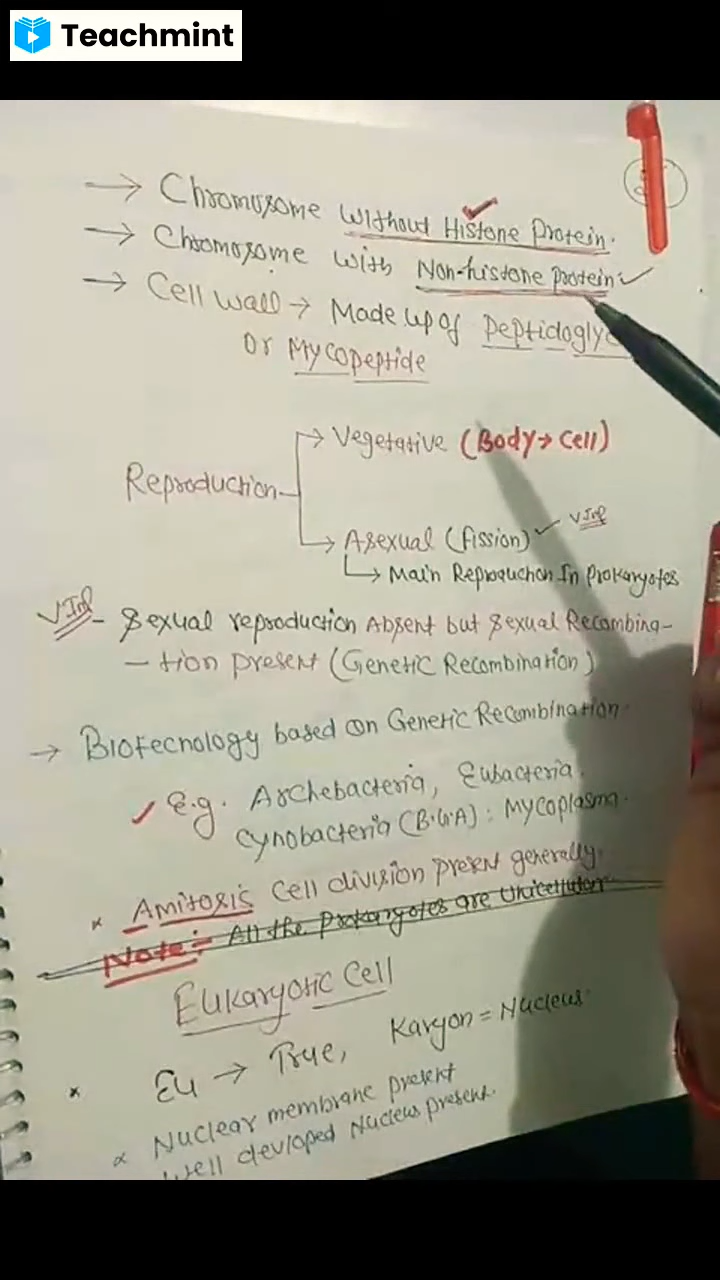 Teachmint
→ Chromosome without Histone Protein.
→ Chromosome with Non-histone protein
→ Cell wall → Made up of peptidogly
or Mycopeptide
→ Vegetative (Body → Cell)
Reproduction
→ Asexual (fission) V Imp
→ Main Reproduction In Prokaryotes
V Imp - Sexual reproduction Absent but Sexual Recombina-
-tion present (Genetic Recombination)
→ Biotecnology based on Genetic Recombination
E.g. Archebacteria, Eubacteria.
Cynobacteria (B.G.A) : Mycoplasma.
× Amitosis Cell division present generally.
Note:- All the Prokaryotes are Unicellular
Eukaryotic Cell
× Eu → True, Karyon = Nucleus
× Nuclear membrane present
Well devloped Nucleus present.